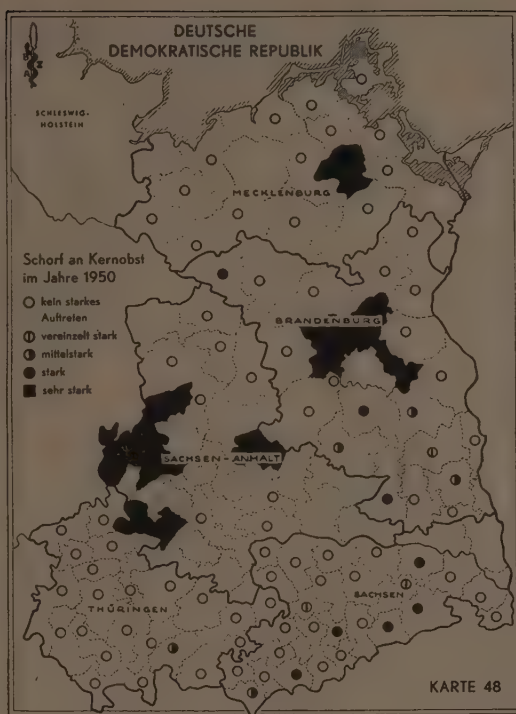 DEUTSCHE
DEMOKRATISCHE REPUBLIK
SCHLESWIG-
HOLSTEIN
MECKLENBURG
Schorf an Kernobst
im Jahre 1950
kein starkes
Auftreten
vereinzelt stark
mittelstark
stark
sehr stark
BRANDENBURG
SACHSEN-ANHALT
THÜRINGEN
SACHSEN
KARTE 48